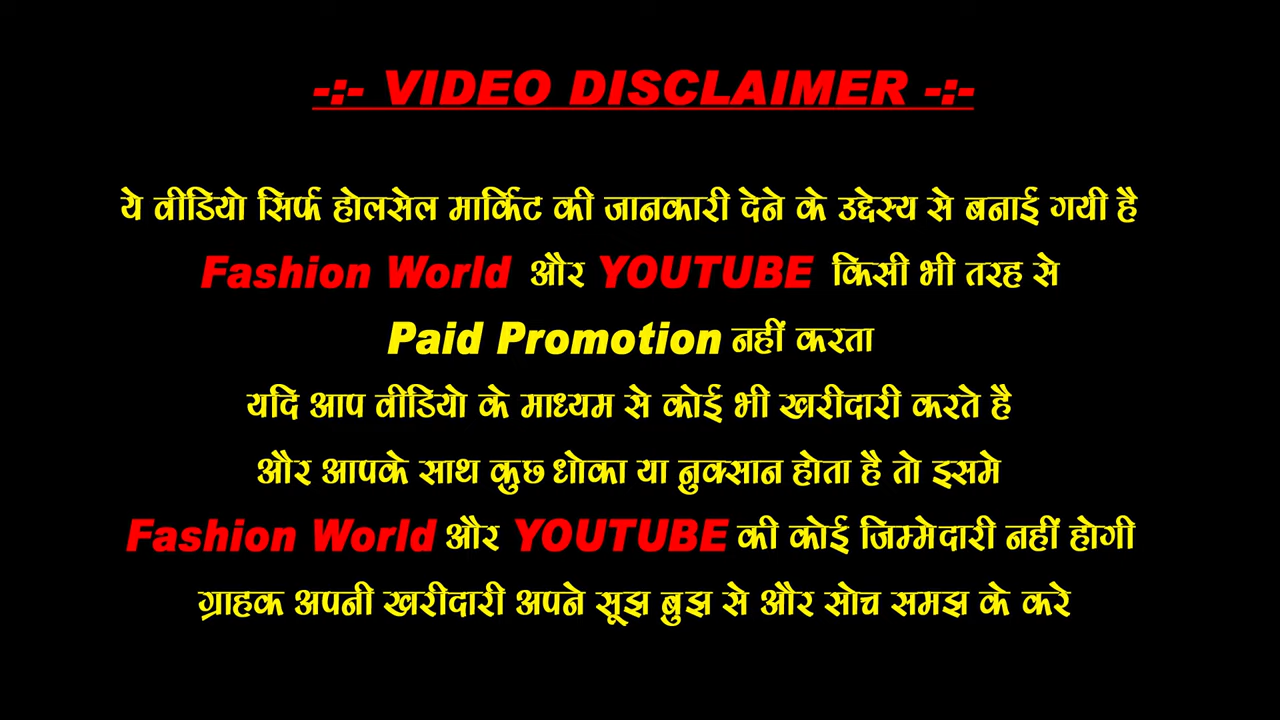 -:- VIDEO DISCLAIMER -:-
ये वीडियो सिर्फ होलसेल मार्किट की जानकारी देने के उद्देस्य से बनाई गयी है
Fashion World और YOUTUBE किसी भी तरह से
Paid Promotion नहीं करता
यदि आप वीडियो के माध्यम से कोई भी खरीदारी करते है
और आपके साथ कुछ धोका या नुक्सान होता है तो इसमे
Fashion World और YOUTUBE की कोई जिम्मेदारी नहीं होगी
ग्राहक अपनी खरीदारी अपने सूझ बुझ से और सोच समझ के करे